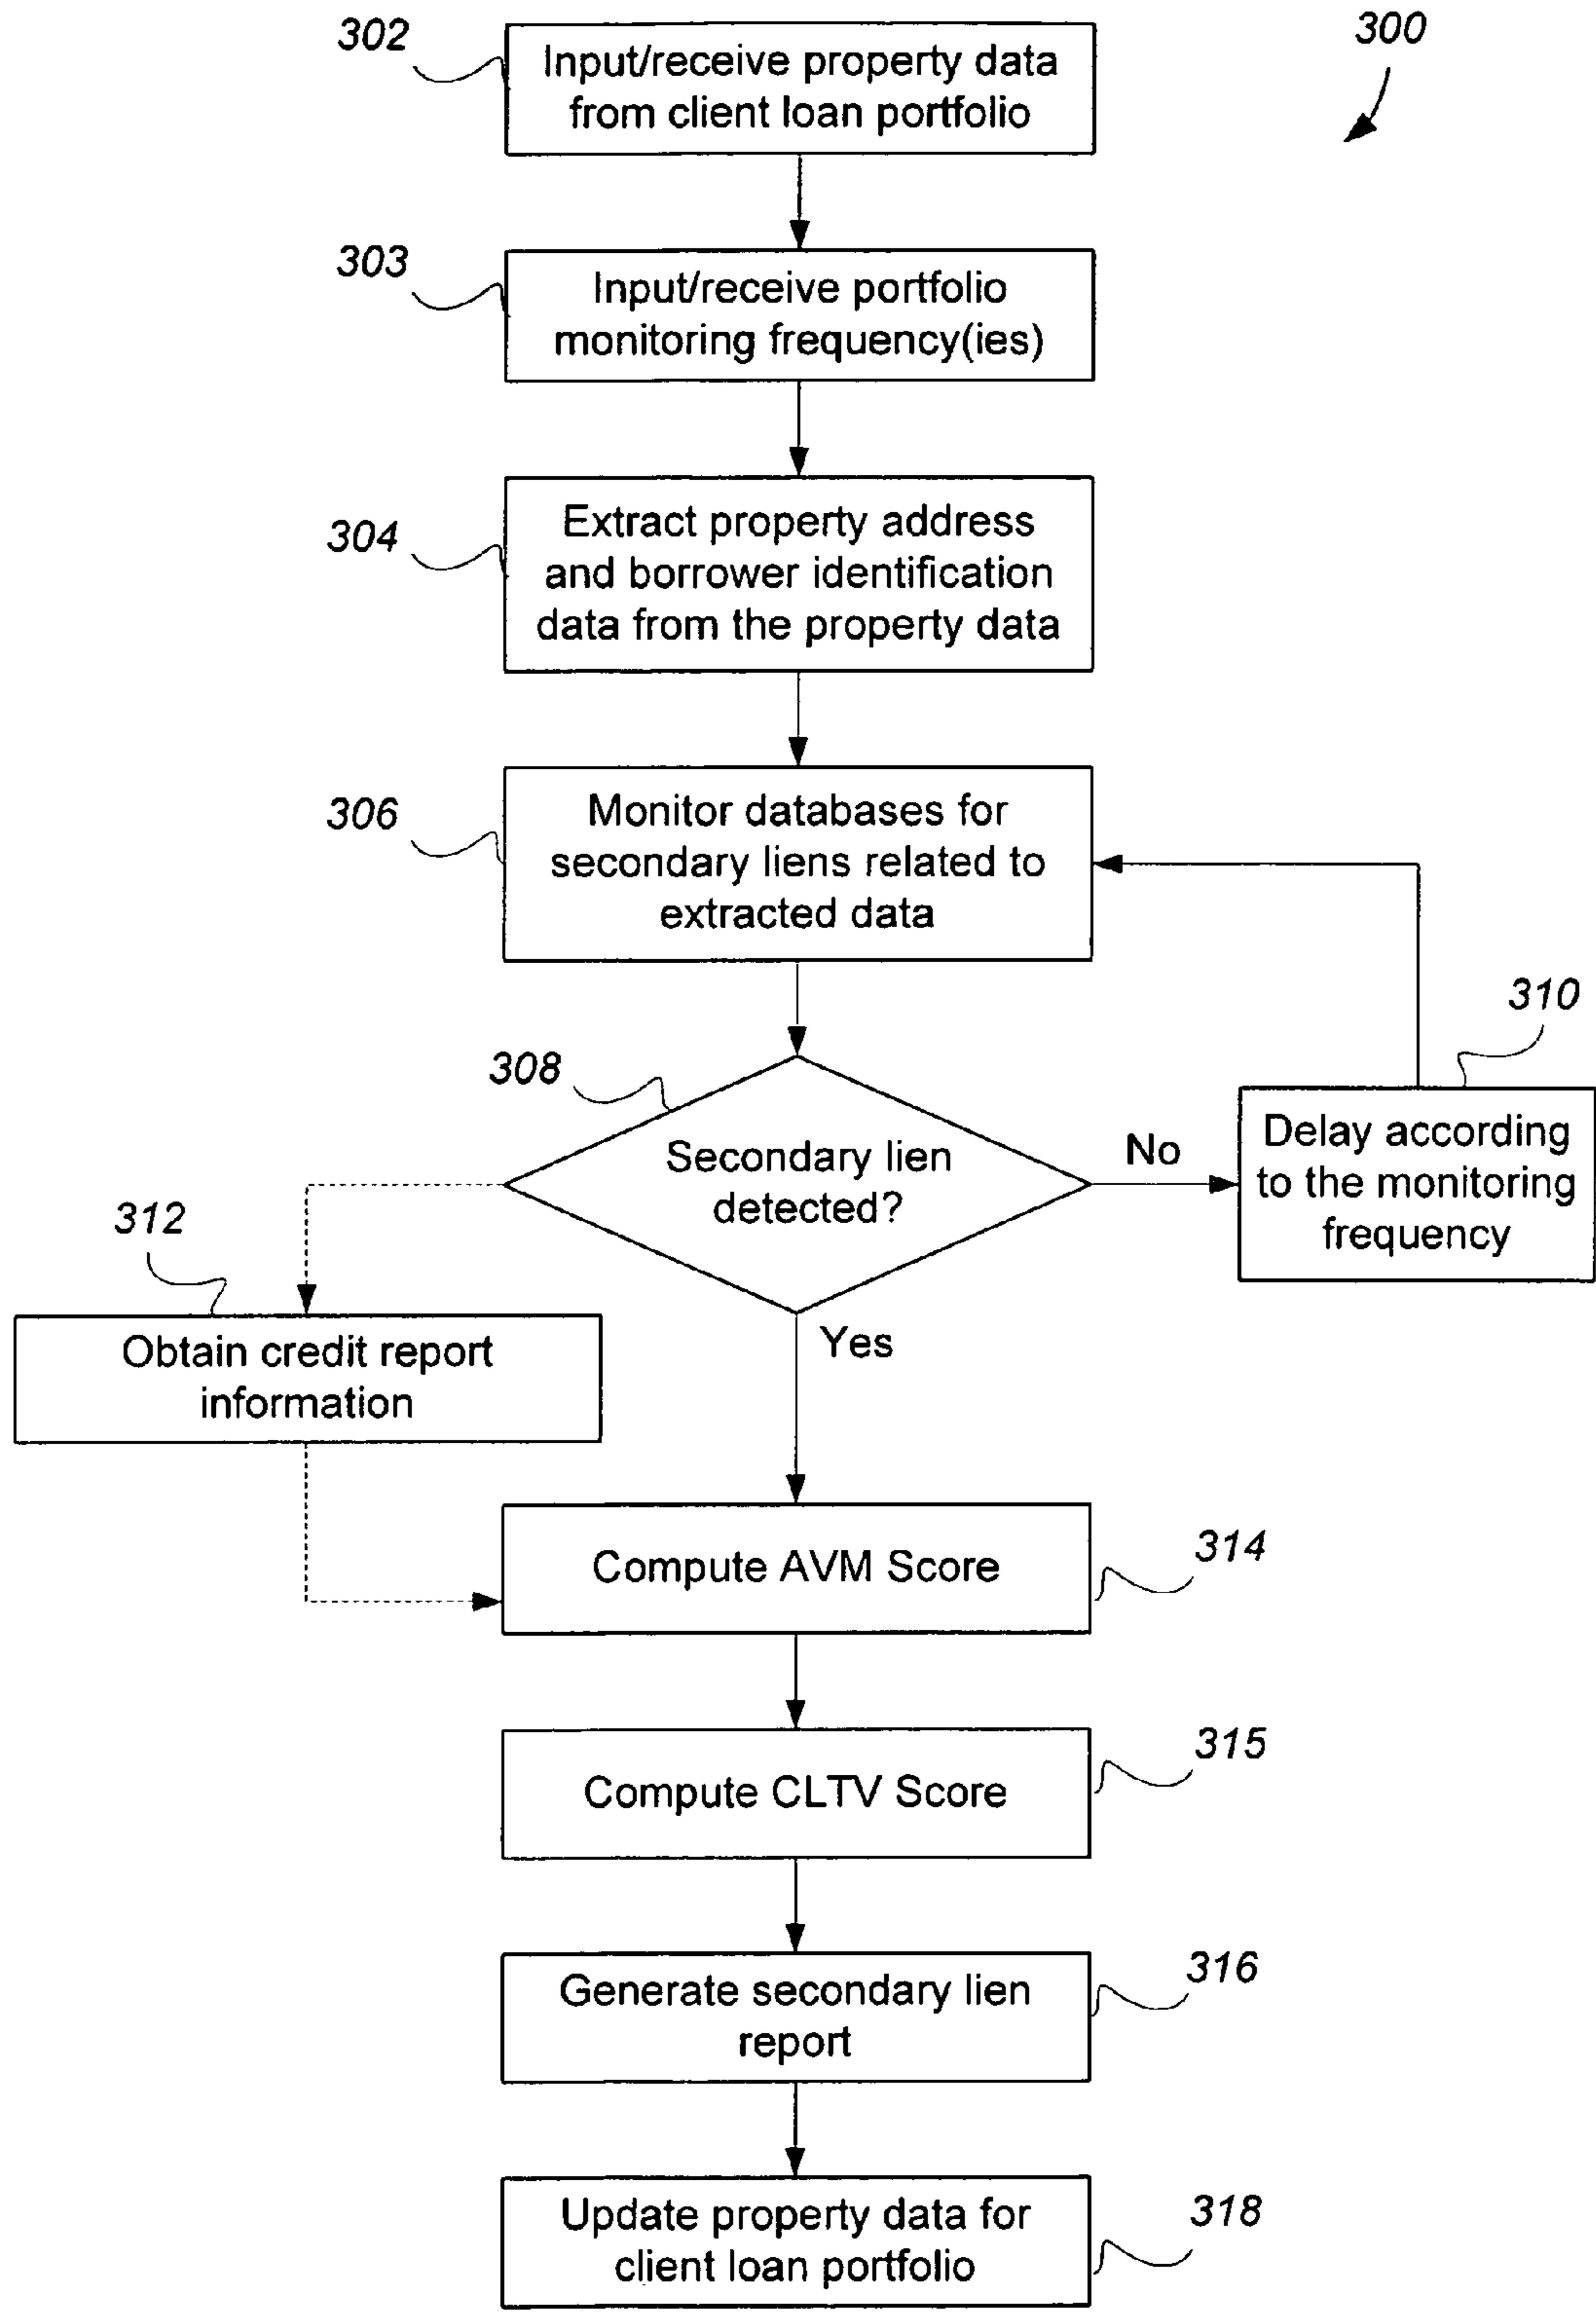 300
302
Input/receive property data
from client loan portfolio
303
Input/receive portfolio
monitoring frequency(ies)
304
Extract property address
and borrower identification
data from the property data
306
Monitor databases for
secondary liens related to
extracted data
308
Secondary lien
detected?
No
310
Delay according
to the monitoring
frequency
312
Obtain credit report
information
Yes
Compute AVM Score
314
Compute CLTV Score
315
Generate secondary lien
report
316
Update property data for
client loan portfolio
318